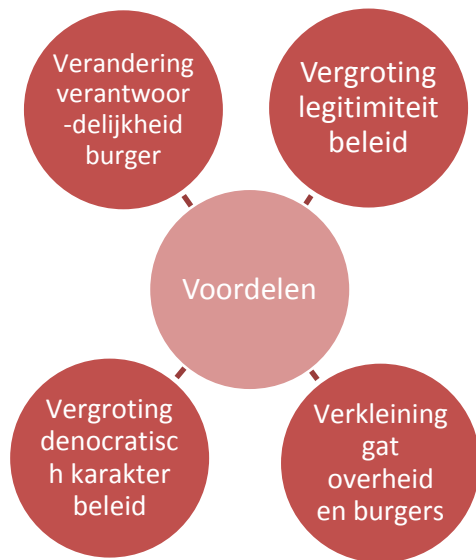 Verandering
verantwoor
-delijkheid
burger
Vergroting
legitimiteit
beleid
Voordelen
Vergroting
denocratisc
h karakter
beleid
Verkleining
gat
overheid
en burgers